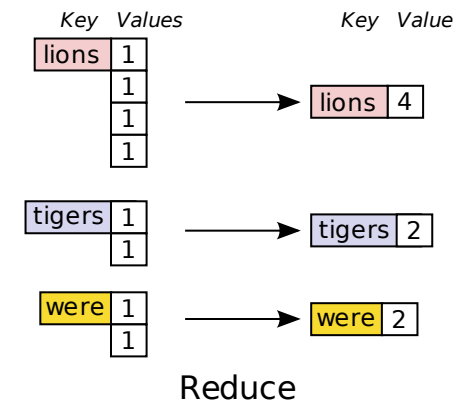 Key Values Key Value
lions 1
1
1 lions 4
1
tigers 1
1 tigers 2
were 1
1 were 2
Reduce